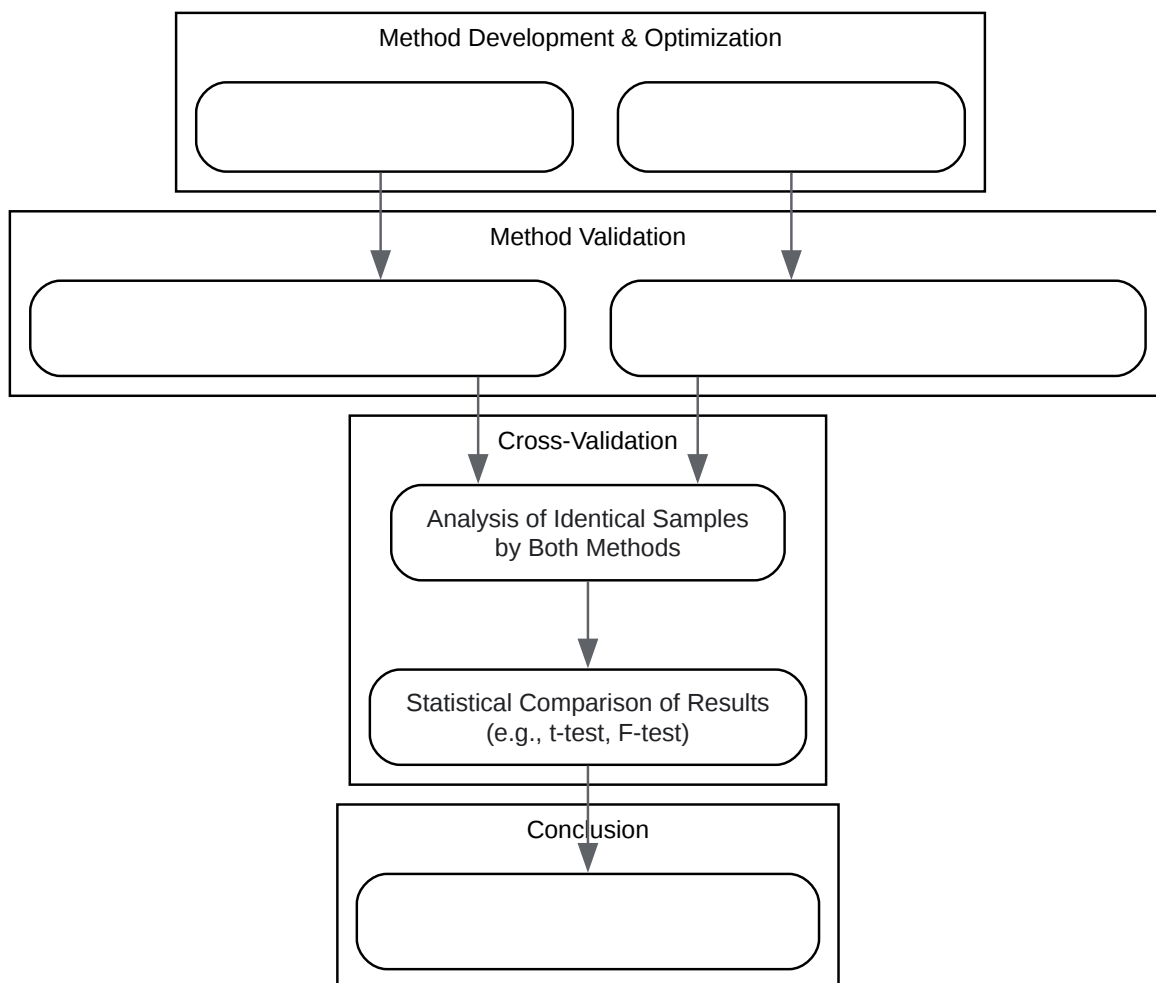 Method Development & Optimization
Method Validation
Cross-Validation
Analysis of Identical Samples
by Both Methods
Statistical Comparison of Results
(e.g., t-test, F-test)
Conclusion